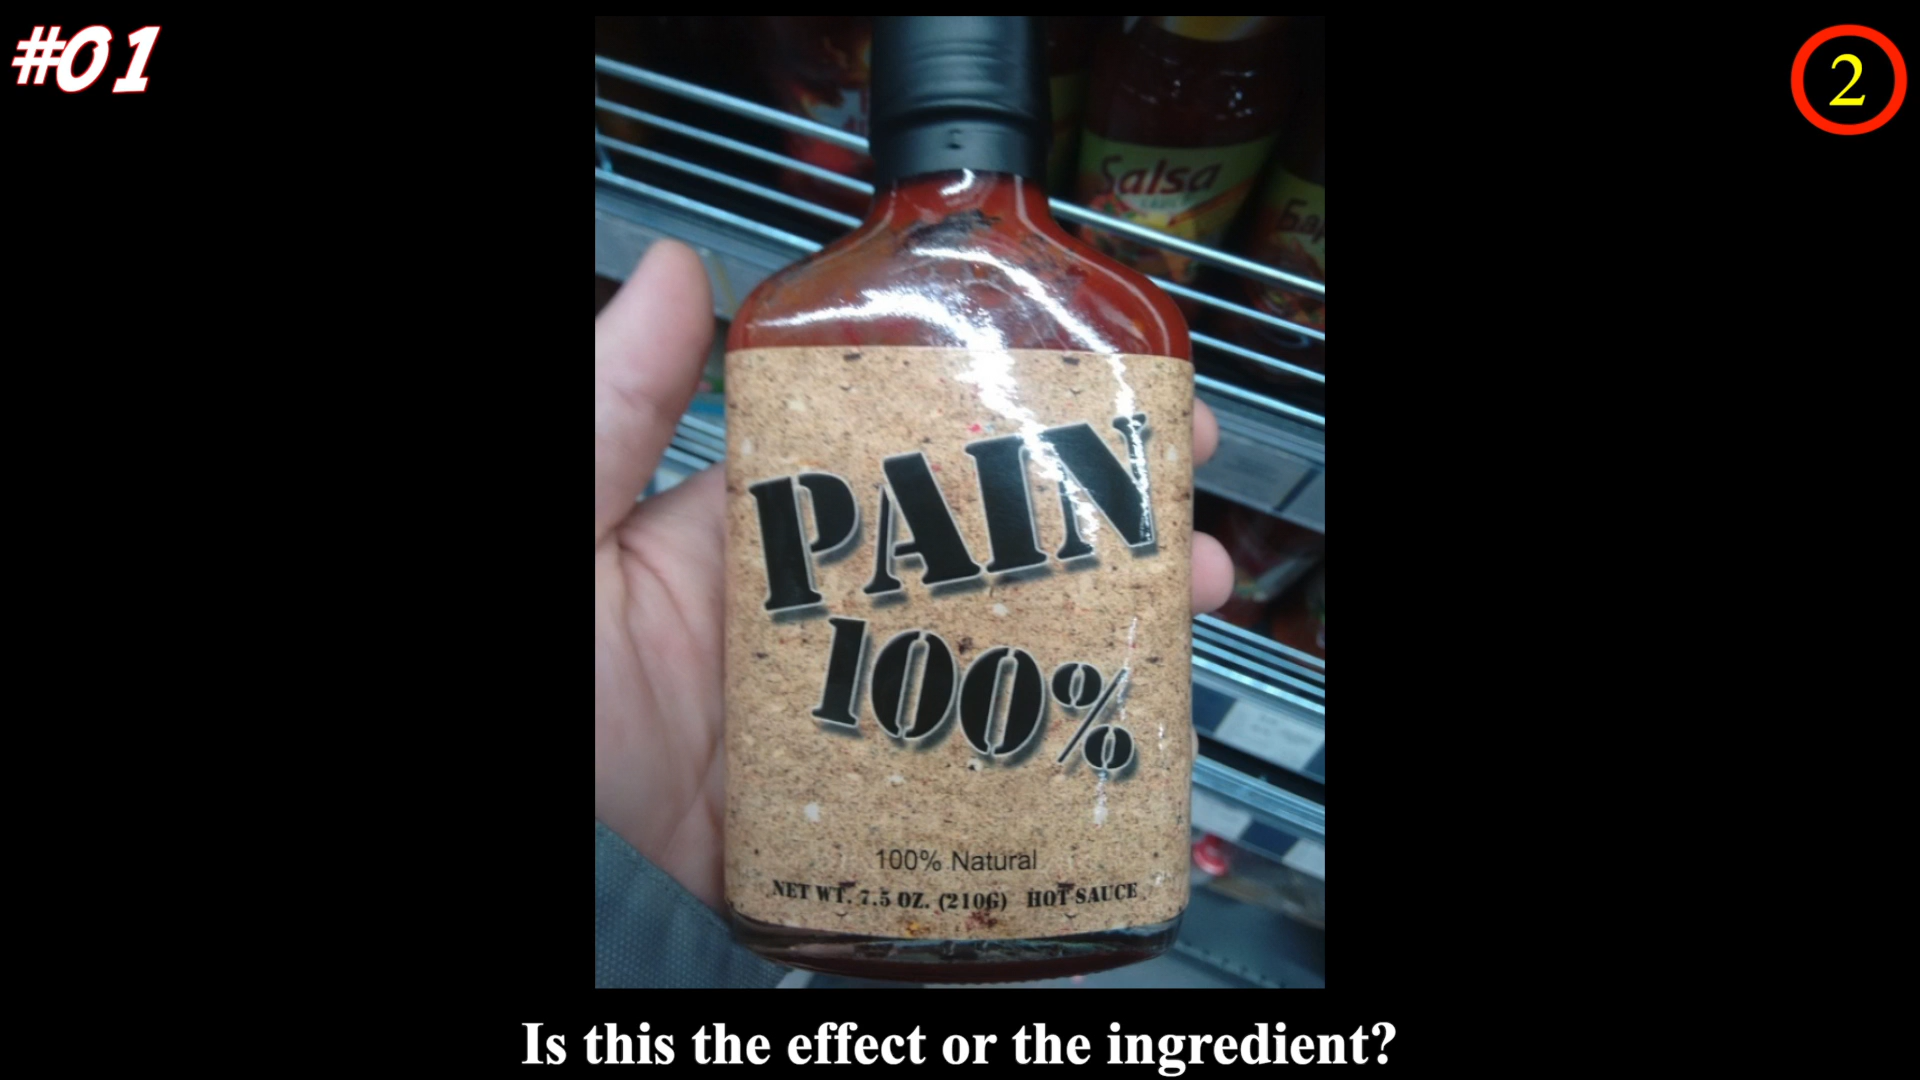 #01
2
Salsa
PAIN
100%
100% Natural
NET WT. 7.5 OZ. (210G) HOT SAUCE
Is this the effect or the ingredient?